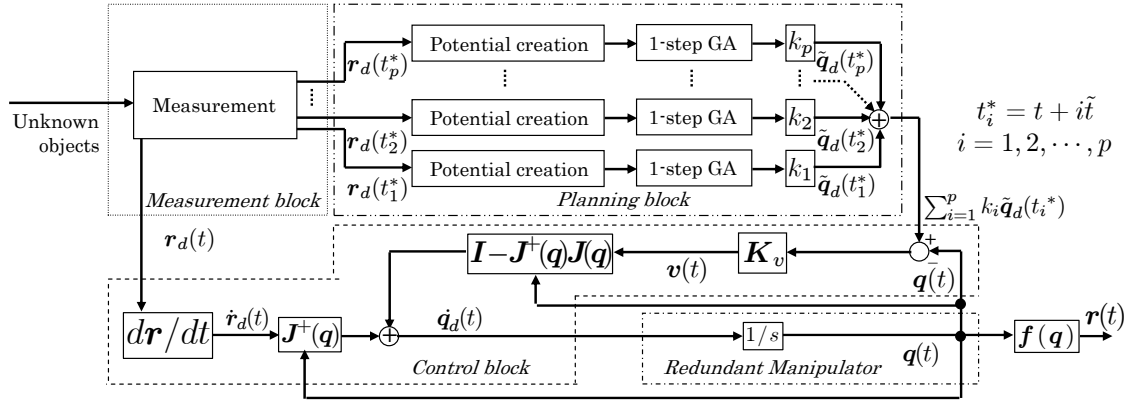 Potential creation
1-step GA
k_p
r_d(t_p^*)
q̃_d(t_p^*)
Measurement
Unknown
objects
Potential creation
1-step GA
k_2
r_d(t_2^*)
q̃_d(t_2^*)
t_i^* = t + i t̃
i = 1, 2, ⋯, p
Potential creation
1-step GA
k_1
r_d(t_1^*)
q̃_d(t_1^*)
Measurement block
Planning block
∑_{i=1}^{p} k_i q̃_d(t_i^*)
r_d(t)
I−J^+(q)J(q)
v(t)
K_v
+
−
q(t)
dr/dt
ṙ_d(t)
J^+(q)
q̇_d(t)
1/s
q(t)
f(q)
r(t)
Control block
Redundant Manipulator